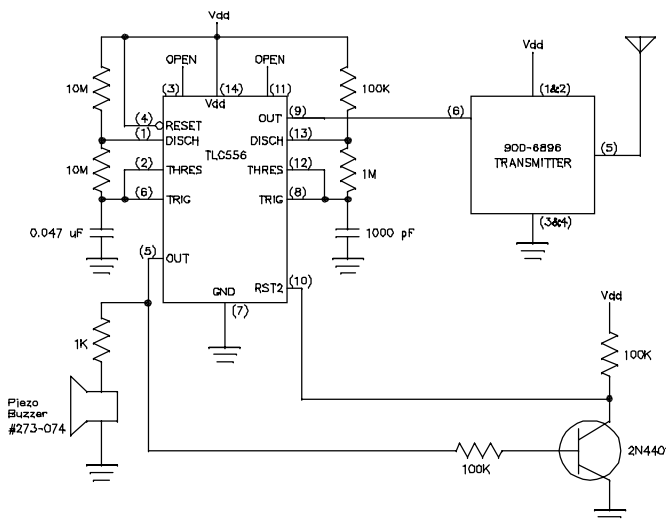 Vdd
OPEN
OPEN
(3)
(14)
(11)
Vdd
10M
100K
(4)
RESET
OUT
(9)
(1)
DISCH
DISCH
(13)
TLC556
10M
(2)
THRES
THRES
(12)
1M
(6)
TRIG
TRIG
(8)
0.047 uF
1000 pF
(5)
OUT
RST2
(10)
GND
(7)
1K
Piezo
Buzzer
#273-074
Vdd
(1&2)
(6)
900-6896
TRANSMITTER
(5)
(3&4)
Vdd
100K
100K
2N440